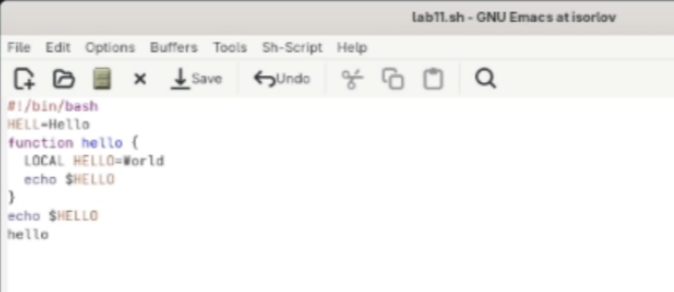 lab11.sh - GNU Emacs at isorlov
File Edit Options Buffers Tools Sh-Script Help
Save Undo
#!/bin/bash
HELL=Hello
function hello {
  LOCAL HELLO=World
  echo $HELLO
}
echo $HELLO
hello